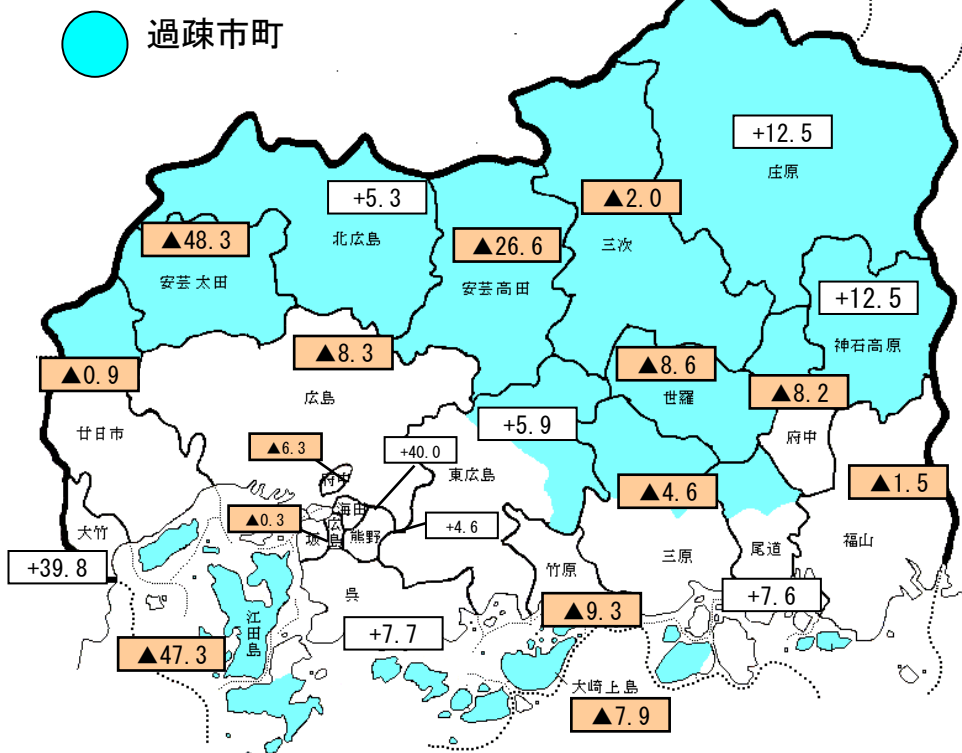 過疎市町
+12.5
庄原
+5.3
北広島
▲2.0
三次
▲48.3
安芸太田
▲26.6
安芸高田
+12.5
神石高原
▲8.3
広島
▲0.9
廿日市
▲8.6
世羅
▲8.2
府中
+5.9
東広島
▲6.3
府中
+40.0
海田
▲4.6
三原
▲1.5
福山
▲0.3
坂
広島
熊野
+4.6
大竹
+39.8
尾道
+7.6
竹原
▲9.3
呉
+7.7
江田島
▲47.3
大崎上島
▲7.9